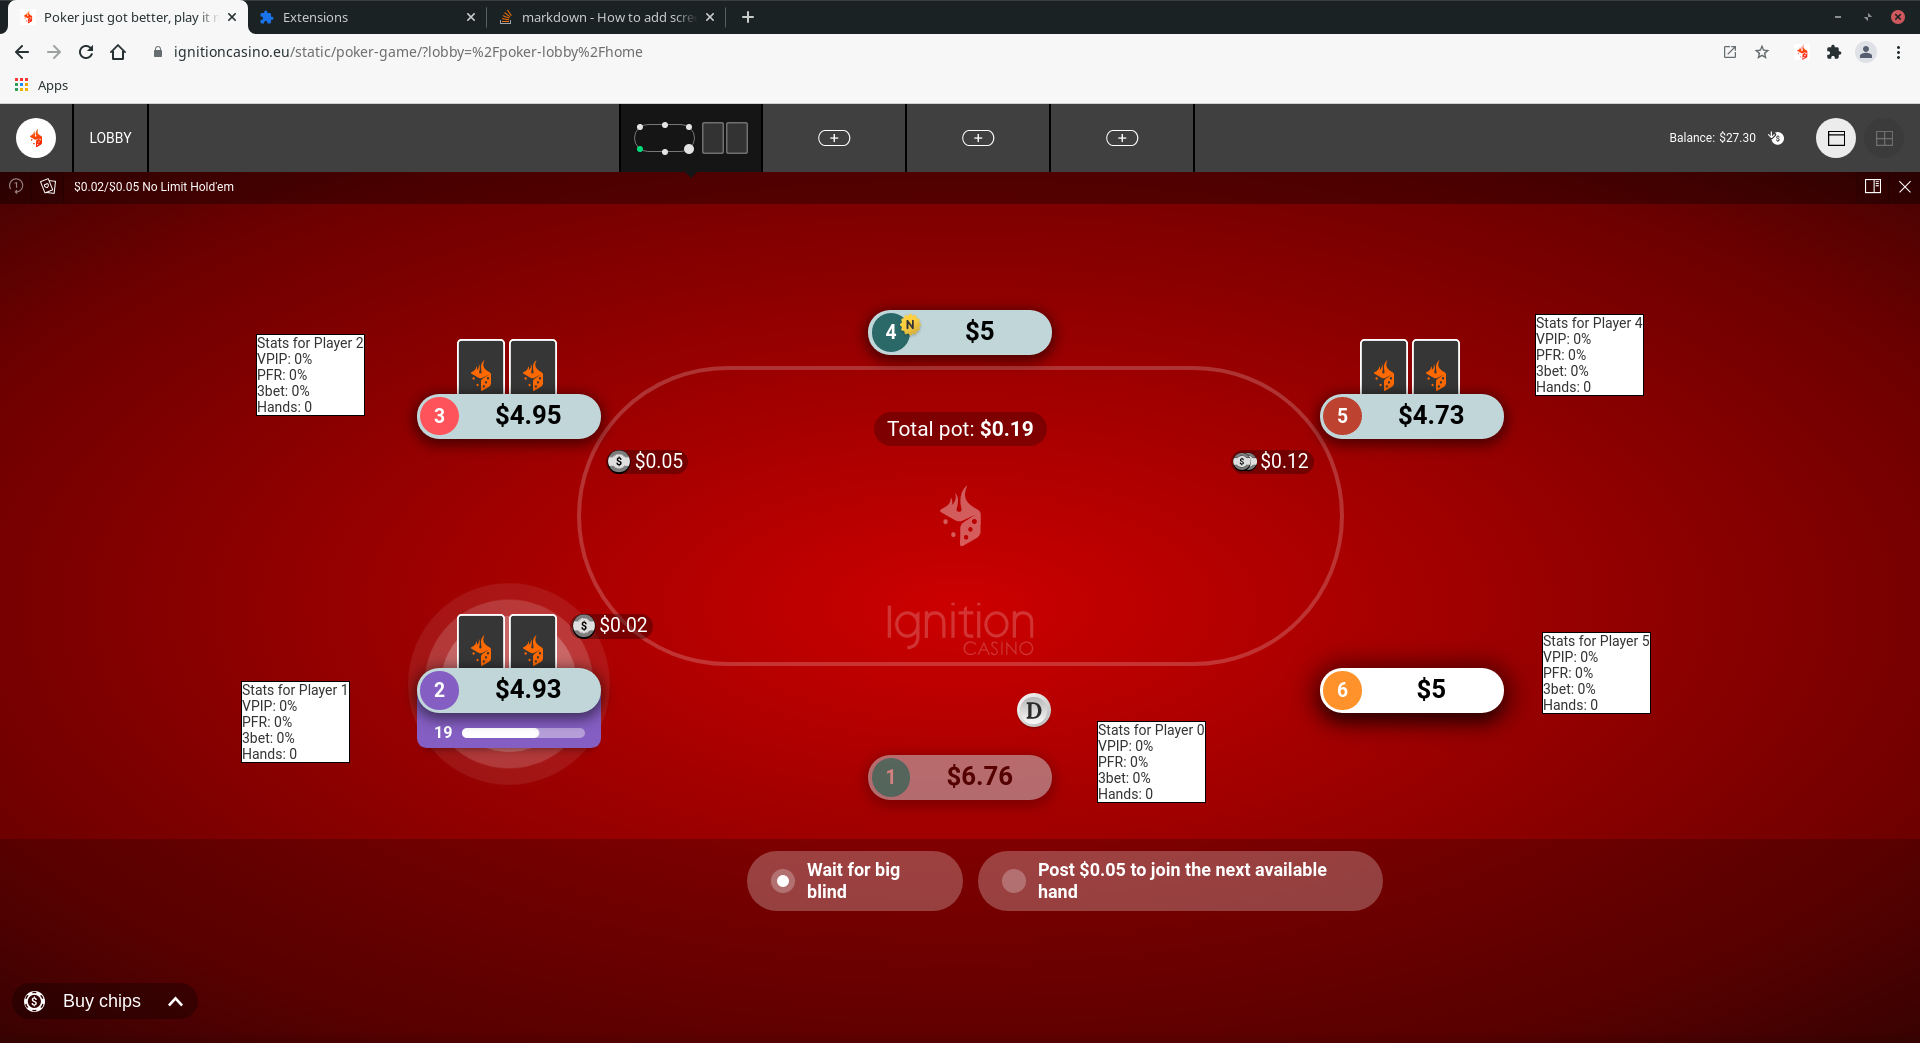 Poker just got better, play it r
Extensions
markdown - How to add scre
ignitioncasino.eu/static/poker-game/?lobby=%2Fpoker-lobby%2Fhome
Apps
LOBBY
Balance: $27.30
$0.02/$0.05 No Limit Hold'em
4
N
$5
Stats for Player 4
VPIP: 0%
PFR: 0%
3bet: 0%
Hands: 0
Stats for Player 2
VPIP: 0%
PFR: 0%
3bet: 0%
Hands: 0
3
$4.95
5
$4.73
Total pot: $0.19
$0.05
$0.12
Ignition
CASINO
$0.02
2
$4.93
19
Stats for Player 1
VPIP: 0%
PFR: 0%
3bet: 0%
Hands: 0
6
$5
Stats for Player 5
VPIP: 0%
PFR: 0%
3bet: 0%
Hands: 0
D
1
$6.76
Stats for Player 0
VPIP: 0%
PFR: 0%
3bet: 0%
Hands: 0
Wait for big
blind
Post $0.05 to join the next available
hand
Buy chips